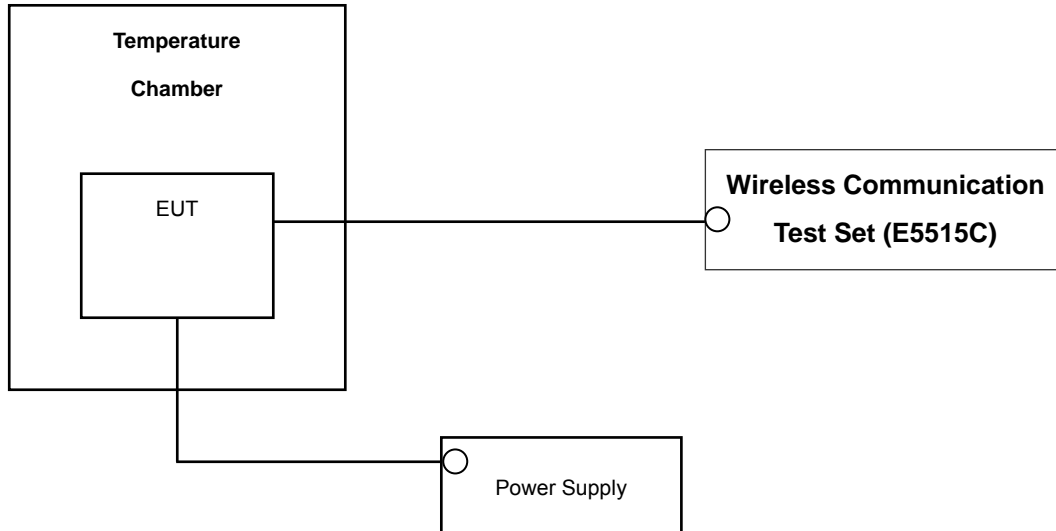 Temperature
Chamber
EUT
Wireless Communication
Test Set (E5515C)
Power Supply